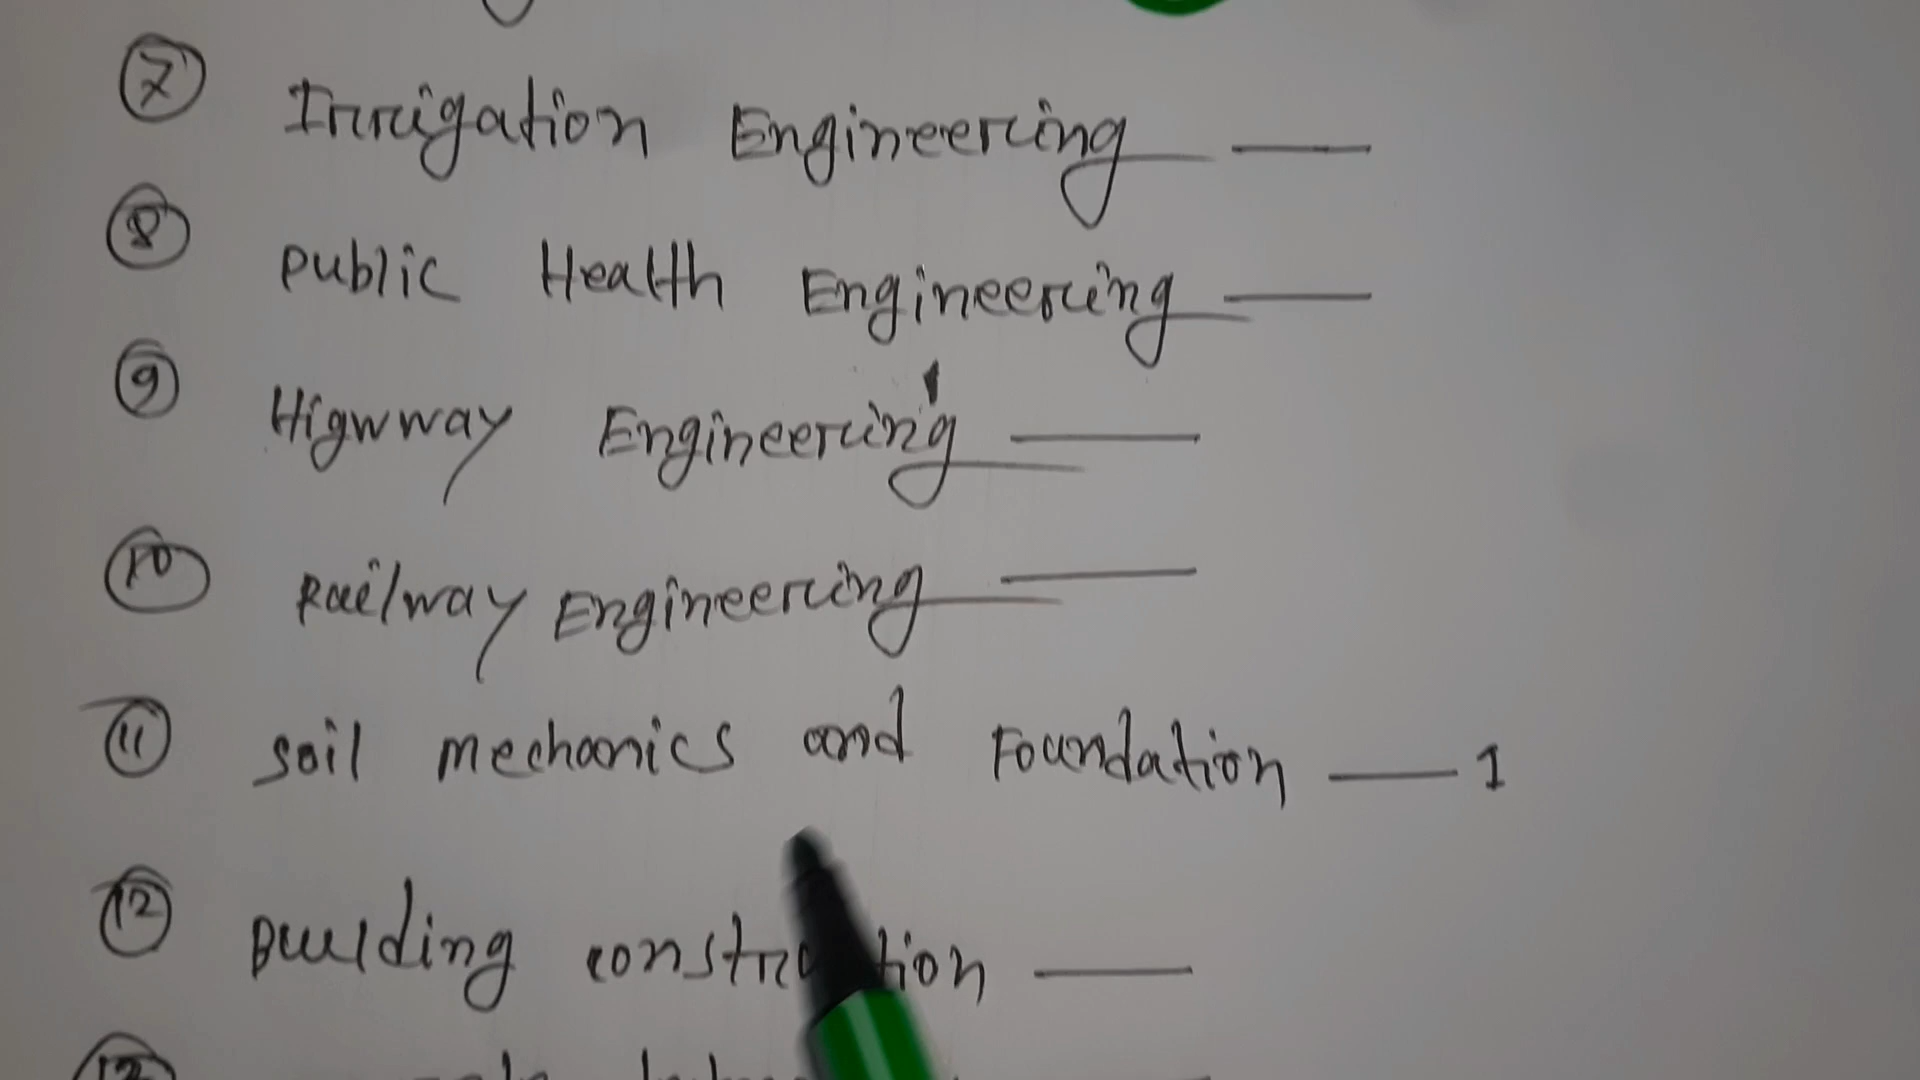 7 Irrigation Engineering —
8 Public Health Engineering —
9 Higwway Engineering —
10 Railway Engineering —
11 Soil mechanics and Foundation — 1
12 Building construction —
13